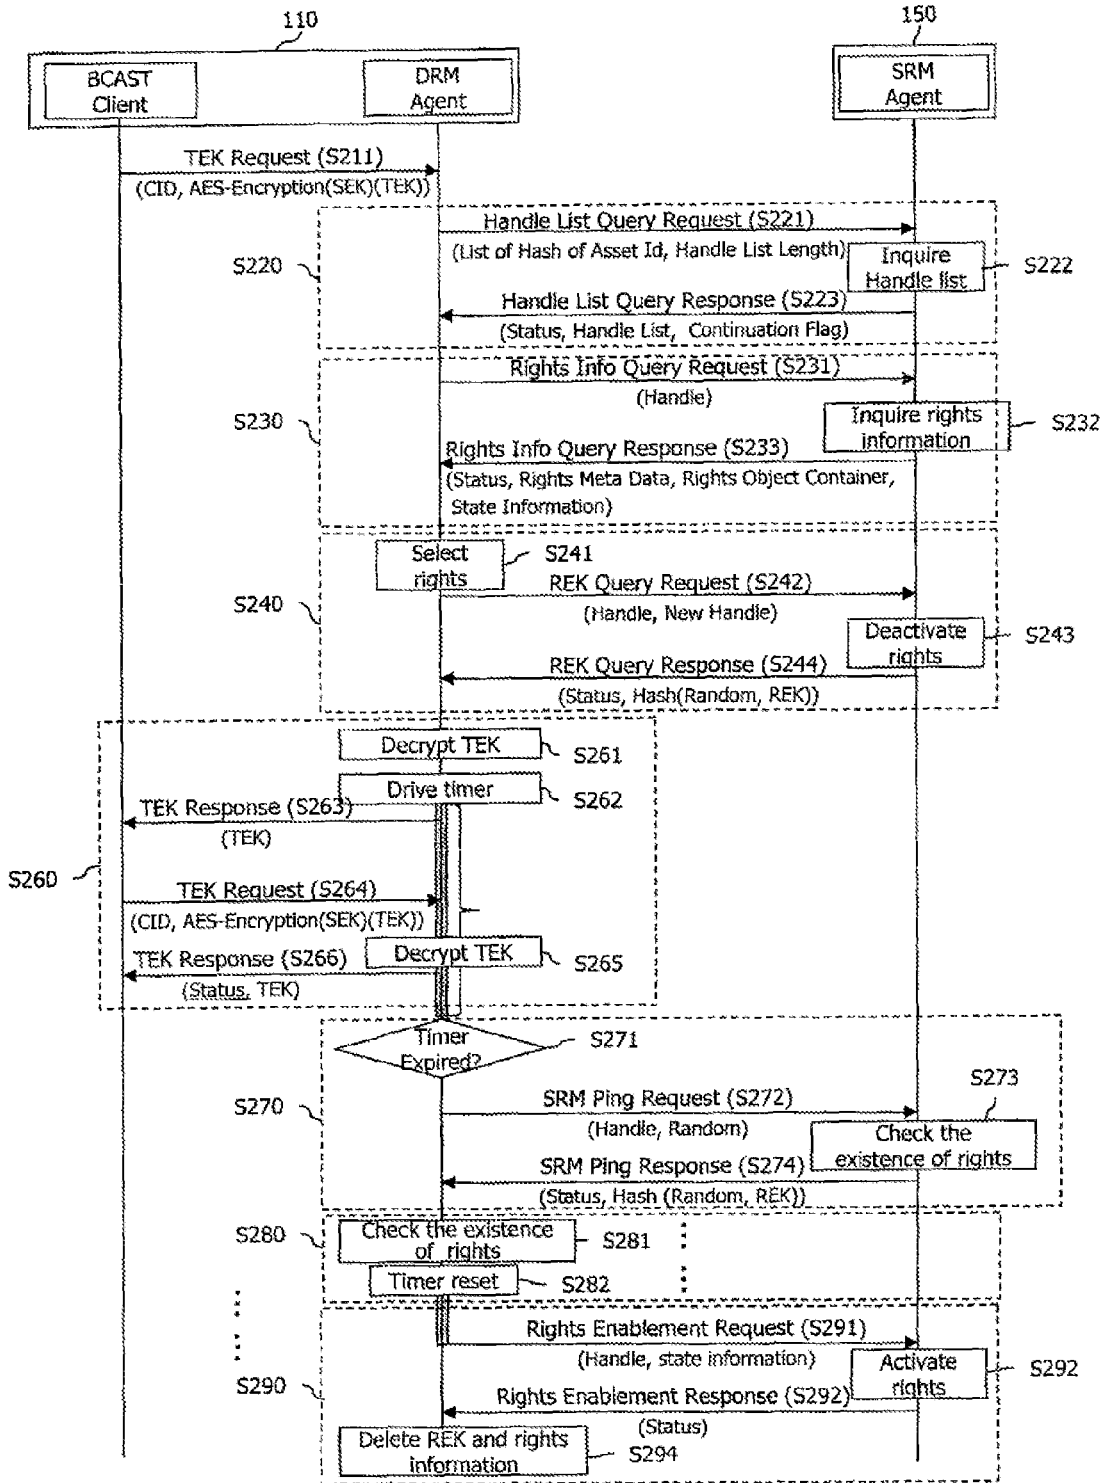 110
150
BCAST
Client
DRM
Agent
SRM
Agent
TEK Request (S211)
(CID, AES-Encryption(SEK)(TEK))
S220
Handle List Query Request (S221)
(List of Hash of Asset Id, Handle List Length)
Inquire
Handle list
S222
Handle List Query Response (S223)
(Status, Handle List, Continuation Flag)
S230
Rights Info Query Request (S231)
(Handle)
Inquire rights
information
S232
Rights Info Query Response (S233)
(Status, Rights Meta Data, Rights Object Container,
State Information)
S240
Select
rights
S241
REK Query Request (S242)
(Handle, New Handle)
Deactivate
rights
S243
REK Query Response (S244)
(Status, Hash(Random, REK))
S260
Decrypt TEK
S261
Drive timer
S262
TEK Response (S263)
(TEK)
TEK Request (S264)
(CID, AES-Encryption(SEK)(TEK))
Decrypt TEK
S265
TEK Response (S266)
(Status, TEK)
S270
Timer
Expired?
S271
SRM Ping Request (S272)
(Handle, Random)
S273
Check the
existence of rights
SRM Ping Response (S274)
(Status, Hash (Random, REK))
S280
Check the existence
of rights
S281
Timer reset
S282
S290
Rights Enablement Request (S291)
(Handle, state information)
Activate
rights
S292
Rights Enablement Response (S292)
(Status)
Delete REK and rights
information
S294